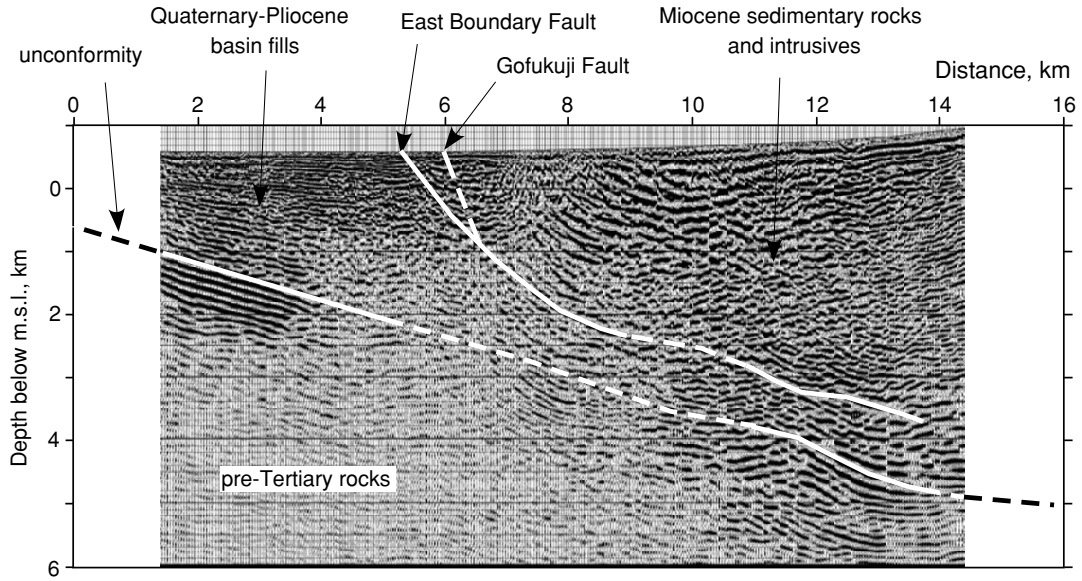 Quaternary-Pliocene
basin fills
East Boundary Fault
Miocene sedimentary rocks
and intrusives
unconformity
Gofukuji Fault
Distance, km
0 2 4 6 8 10 12 14 16
Depth below m.s.l., km
0
2
4
6
pre-Tertiary rocks